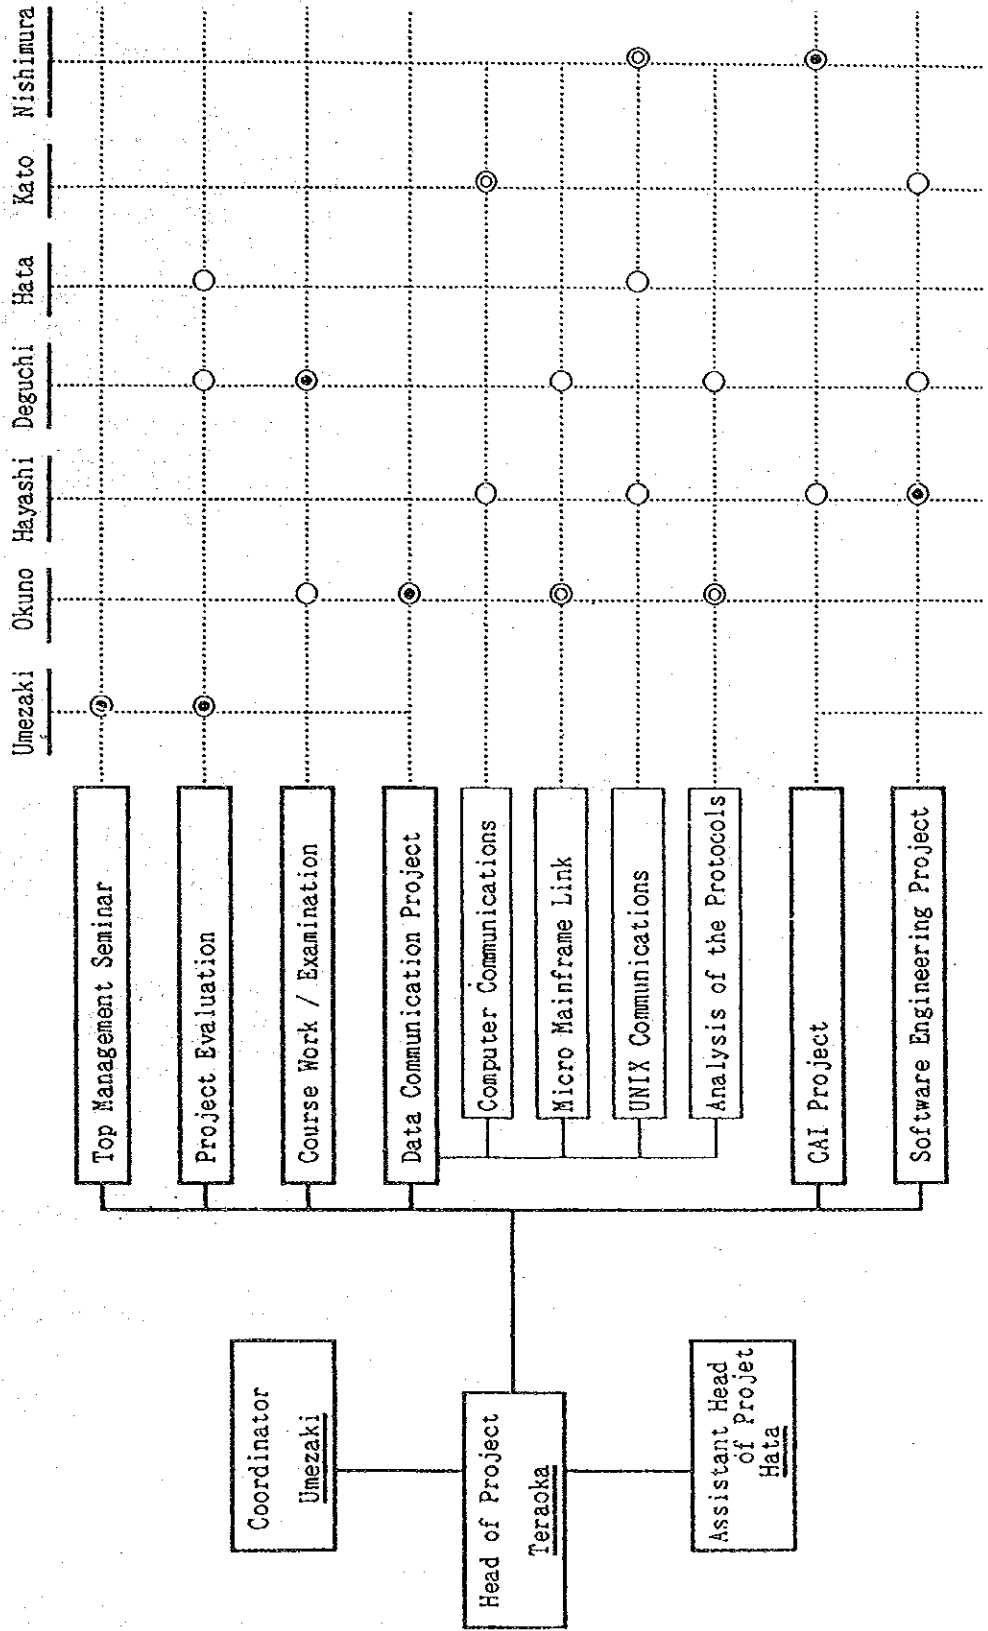 Umezaki
Okuno
Hayashi
Deguchi
Hata
Kato
Nishimura
Coordinator
Umezaki
Head of Project
Teraoka
Assistant Head
of Projet
Hata
Top Management Seminar
Project Evaluation
Course Work / Examination
Data Communication Project
Computer Communications
Micro Mainframe Link
UNIX Communications
Analysis of the Protocols
CAI Project
Software Engineering Project